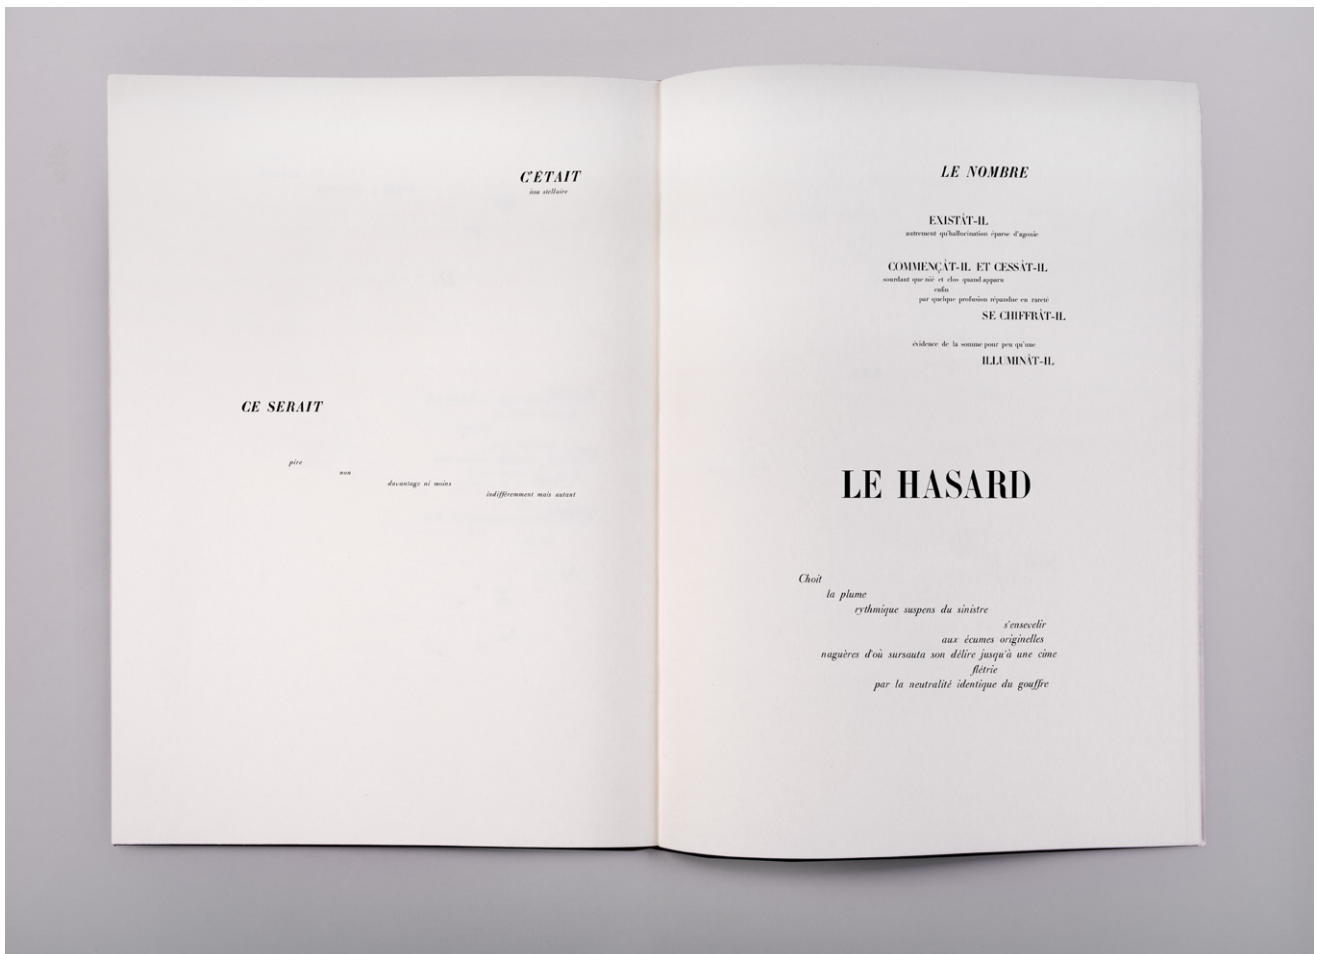 C'ÉTAIT
issu stellaire
CE SERAIT
pire
non
davantage ni moins
indifféremment mais autant
LE NOMBRE
EXISTÂT-IL
autrement qu'hallucination éparse d'agonie
COMMENÇÂT-IL ET CESSÂT-IL
sourdant que nié et clos quand apparu
enfin
par quelque profusion répandue en rareté
SE CHIFFRÂT-IL
évidence de la somme pour peu qu'une
ILLUMINÂT-IL
LE HASARD
Choit
la plume
rythmique suspens du sinistre
s'ensevelir
aux écumes originelles
naguères d'où sursauta son délire jusqu'à une cime
flétrie
par la neutralité identique du gouffre